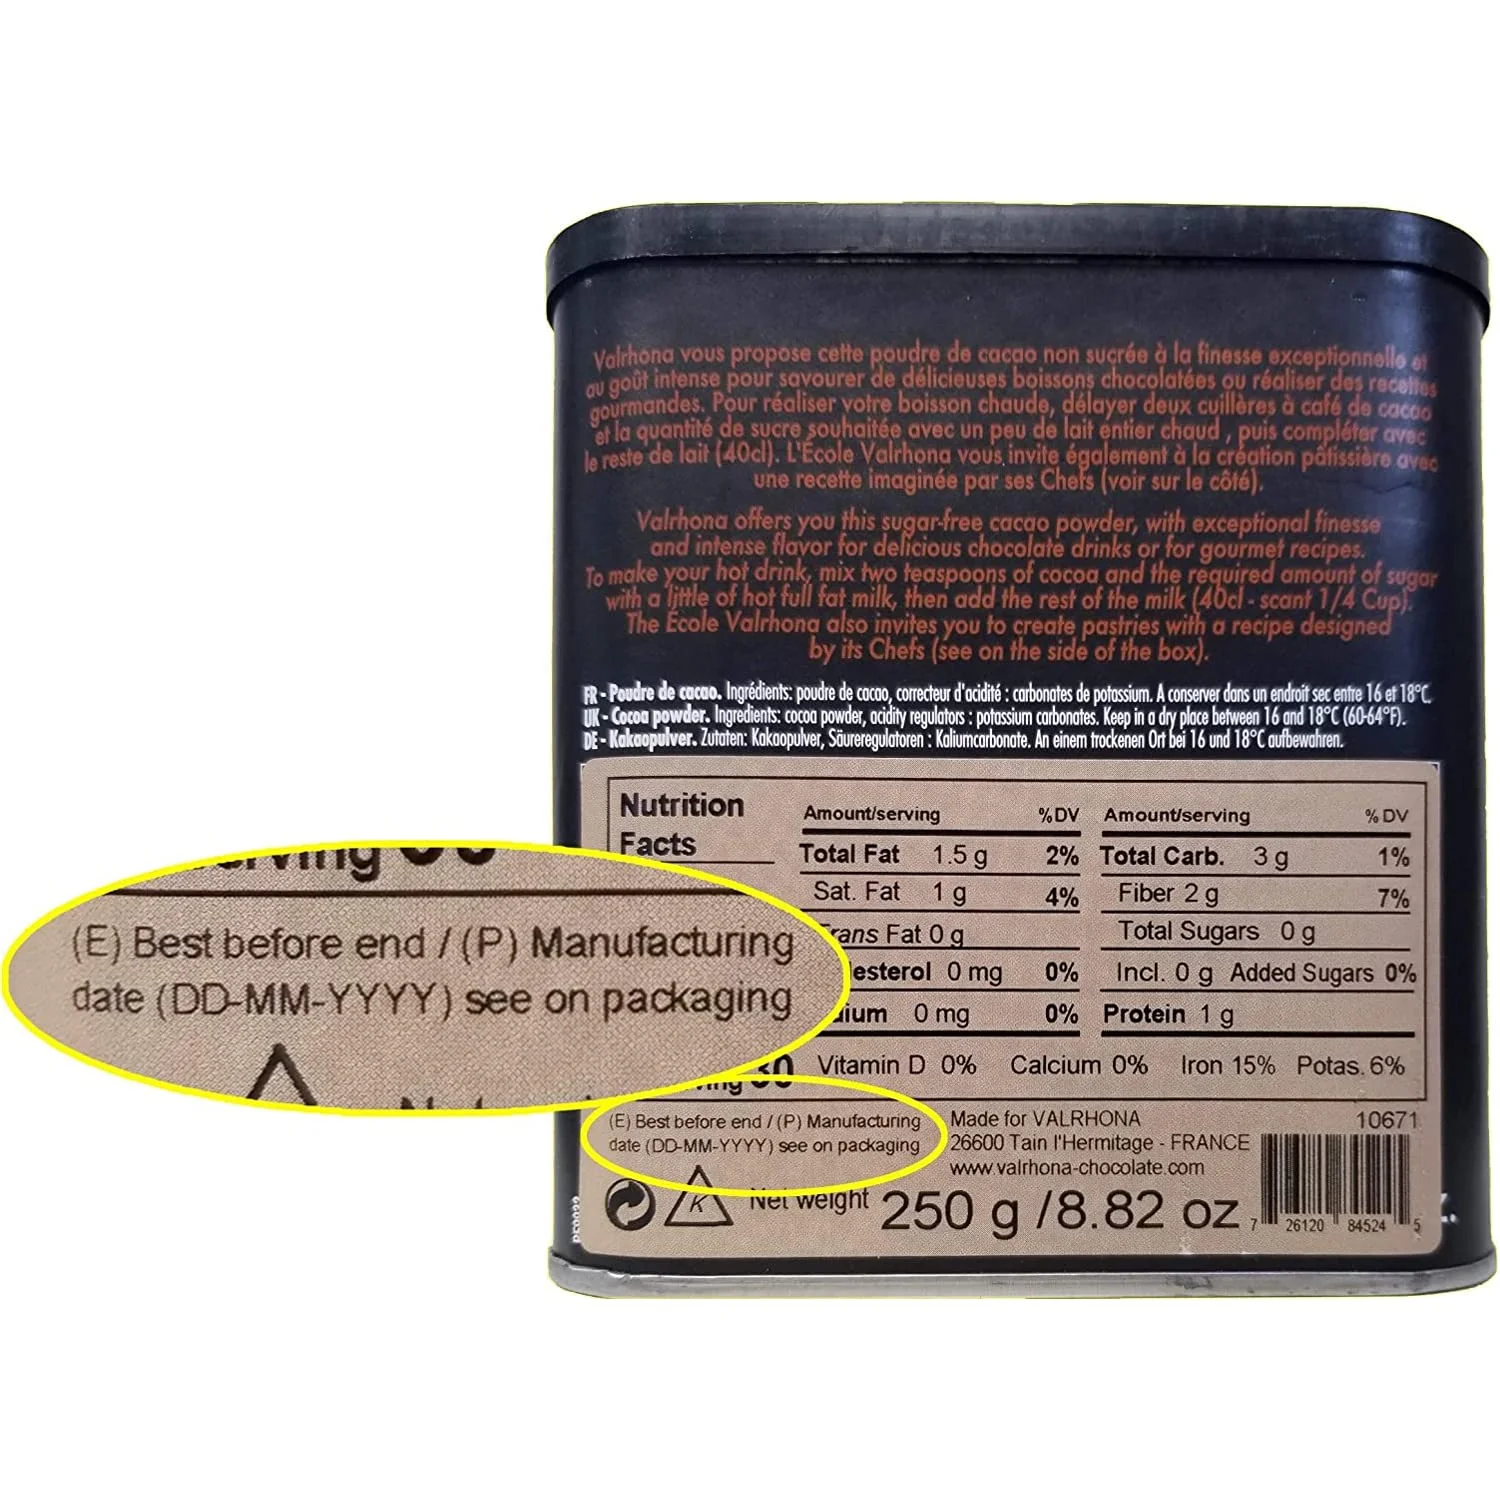 Valrhona vous propose cette poudre de cacao non sucrée à la finesse exceptionnelle et
au goût intense pour savourer de délicieuses boissons chocolatées ou réaliser des recettes
gourmandes. Pour réaliser votre boisson chaude, délayer deux cuillères à café de cacao
et la quantité de sucre souhaitée avec un peu de lait entier chaud , puis compléter avec
le reste de lait (40cl). L'École Valrhona vous invite également à la création pâtissière avec
une recette imaginée par ses Chefs (voir sur le côté).
Valrhona offers you this sugar-free cacao powder, with exceptional finesse
and intense flavor for delicious chocolate drinks or for gourmet recipes.
To make your hot drink, mix two teaspoons of cocoa and the required amount of sugar
with a little of hot full fat milk, then add the rest of the milk (40cl - scant 1/4 Cup).
The École Valrhona also invites you to create pastries with a recipe designed
by its Chefs (see on the side of the box).
FR - Poudre de cacao. Ingrédients: poudre de cacao, correcteur d'acidité : carbonates de potassium. A conserver dans un endroit sec entre 16 et 18°C.
UK - Cocoa powder. Ingredients: cocoa powder, acidity regulators : potassium carbonates. Keep in a dry place between 16 and 18°C (60-64°F).
DE - Kakaopulver. Zutaten: Kakaopulver, Säureregulatoren : Kaliumcarbonate. An einem trockenen Ort bei 16 und 18°C aufbewahren.
Nutrition
Facts
Amount/serving %DV
Total Fat 1.5 g 2%
Sat. Fat 1 g 4%
Fat 0 g
0 mg 0%
0 mg 0%
Amount/serving %DV
Total Carb. 3 g 1%
Fiber 2 g 7%
Total Sugars 0 g
Incl. 0 g Added Sugars 0%
Protein 1 g
Vitamin D 0% Calcium 0% Iron 15% Potas. 6%
(E) Best before end / (P) Manufacturing
date (DD-MM-YYYY) see on packaging
(E) Best before end / (P) Manufacturing
date (DD-MM-YYYY) see on packaging
Made for VALRHONA
26600 Tain l'Hermitage - FRANCE
www.valrhona-chocolate.com
10671
K
Net weight 250 g /8.82 oz
7 26120 84524 5